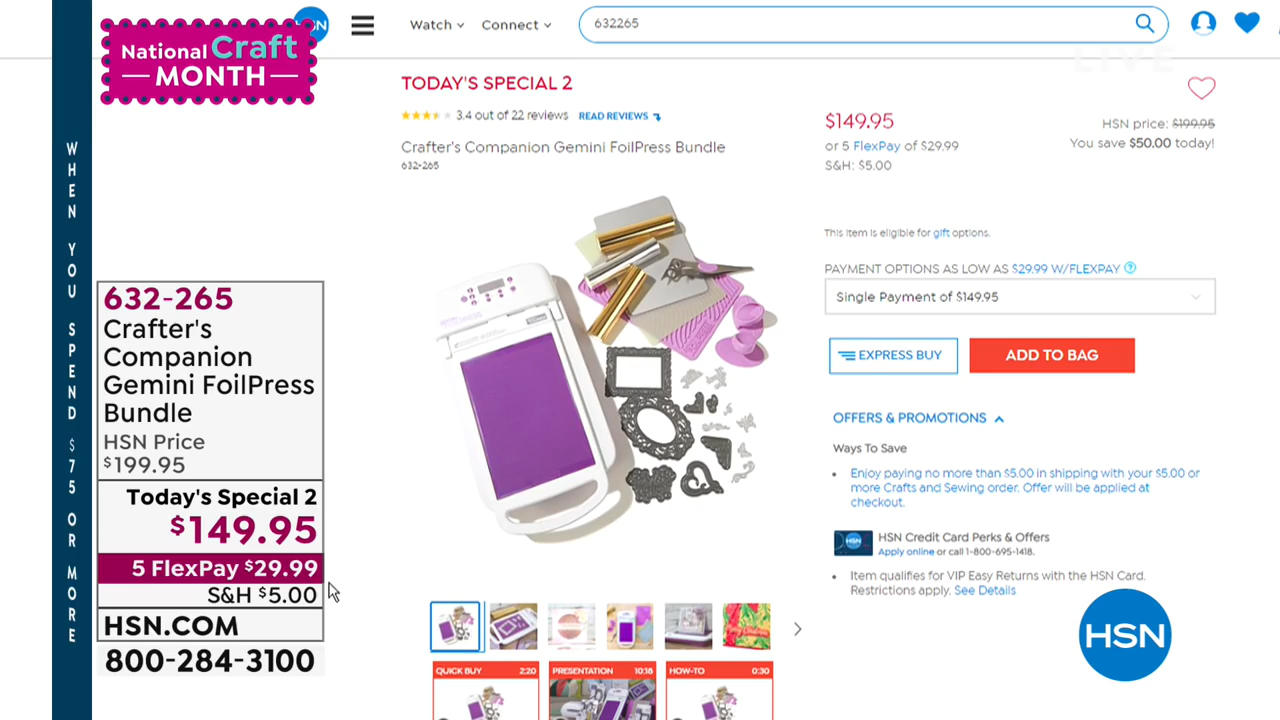 National Craft
MONTH
WHEN YOU SPEND $75 OR MORE
Watch
Connect
632265
LIVE
TODAY'S SPECIAL 2
3.4 out of 22 reviews READ REVIEWS
Crafter's Companion Gemini FoilPress Bundle
632-265
$149.95
or 5 FlexPay of $29.99
S&H: $5.00
HSN price: $199.95
You save $50.00 today!
This item is eligible for gift options.
PAYMENT OPTIONS AS LOW AS $29.99 W/FLEXPAY ?
Single Payment of $149.95
EXPRESS BUY
ADD TO BAG
OFFERS & PROMOTIONS
Ways To Save
Enjoy paying no more than $5.00 in shipping with your $5.00 or
more Crafts and Sewing order. Offer will be applied at
checkout.
HSN
HSN Credit Card Perks & Offers
Apply online or call 1-800-695-1418.
Item qualifies for VIP Easy Returns with the HSN Card.
Restrictions apply. See Details
632-265
Crafter's
Companion
Gemini FoilPress
Bundle
HSN Price
$199.95
Today's Special 2
$149.95
5 FlexPay $29.99
S&H $5.00
HSN.COM
800-284-3100
QUICK BUY 2:20
PRESENTATION 10:18
HOW-TO 0:30
HSN